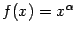 f(x) = x^α